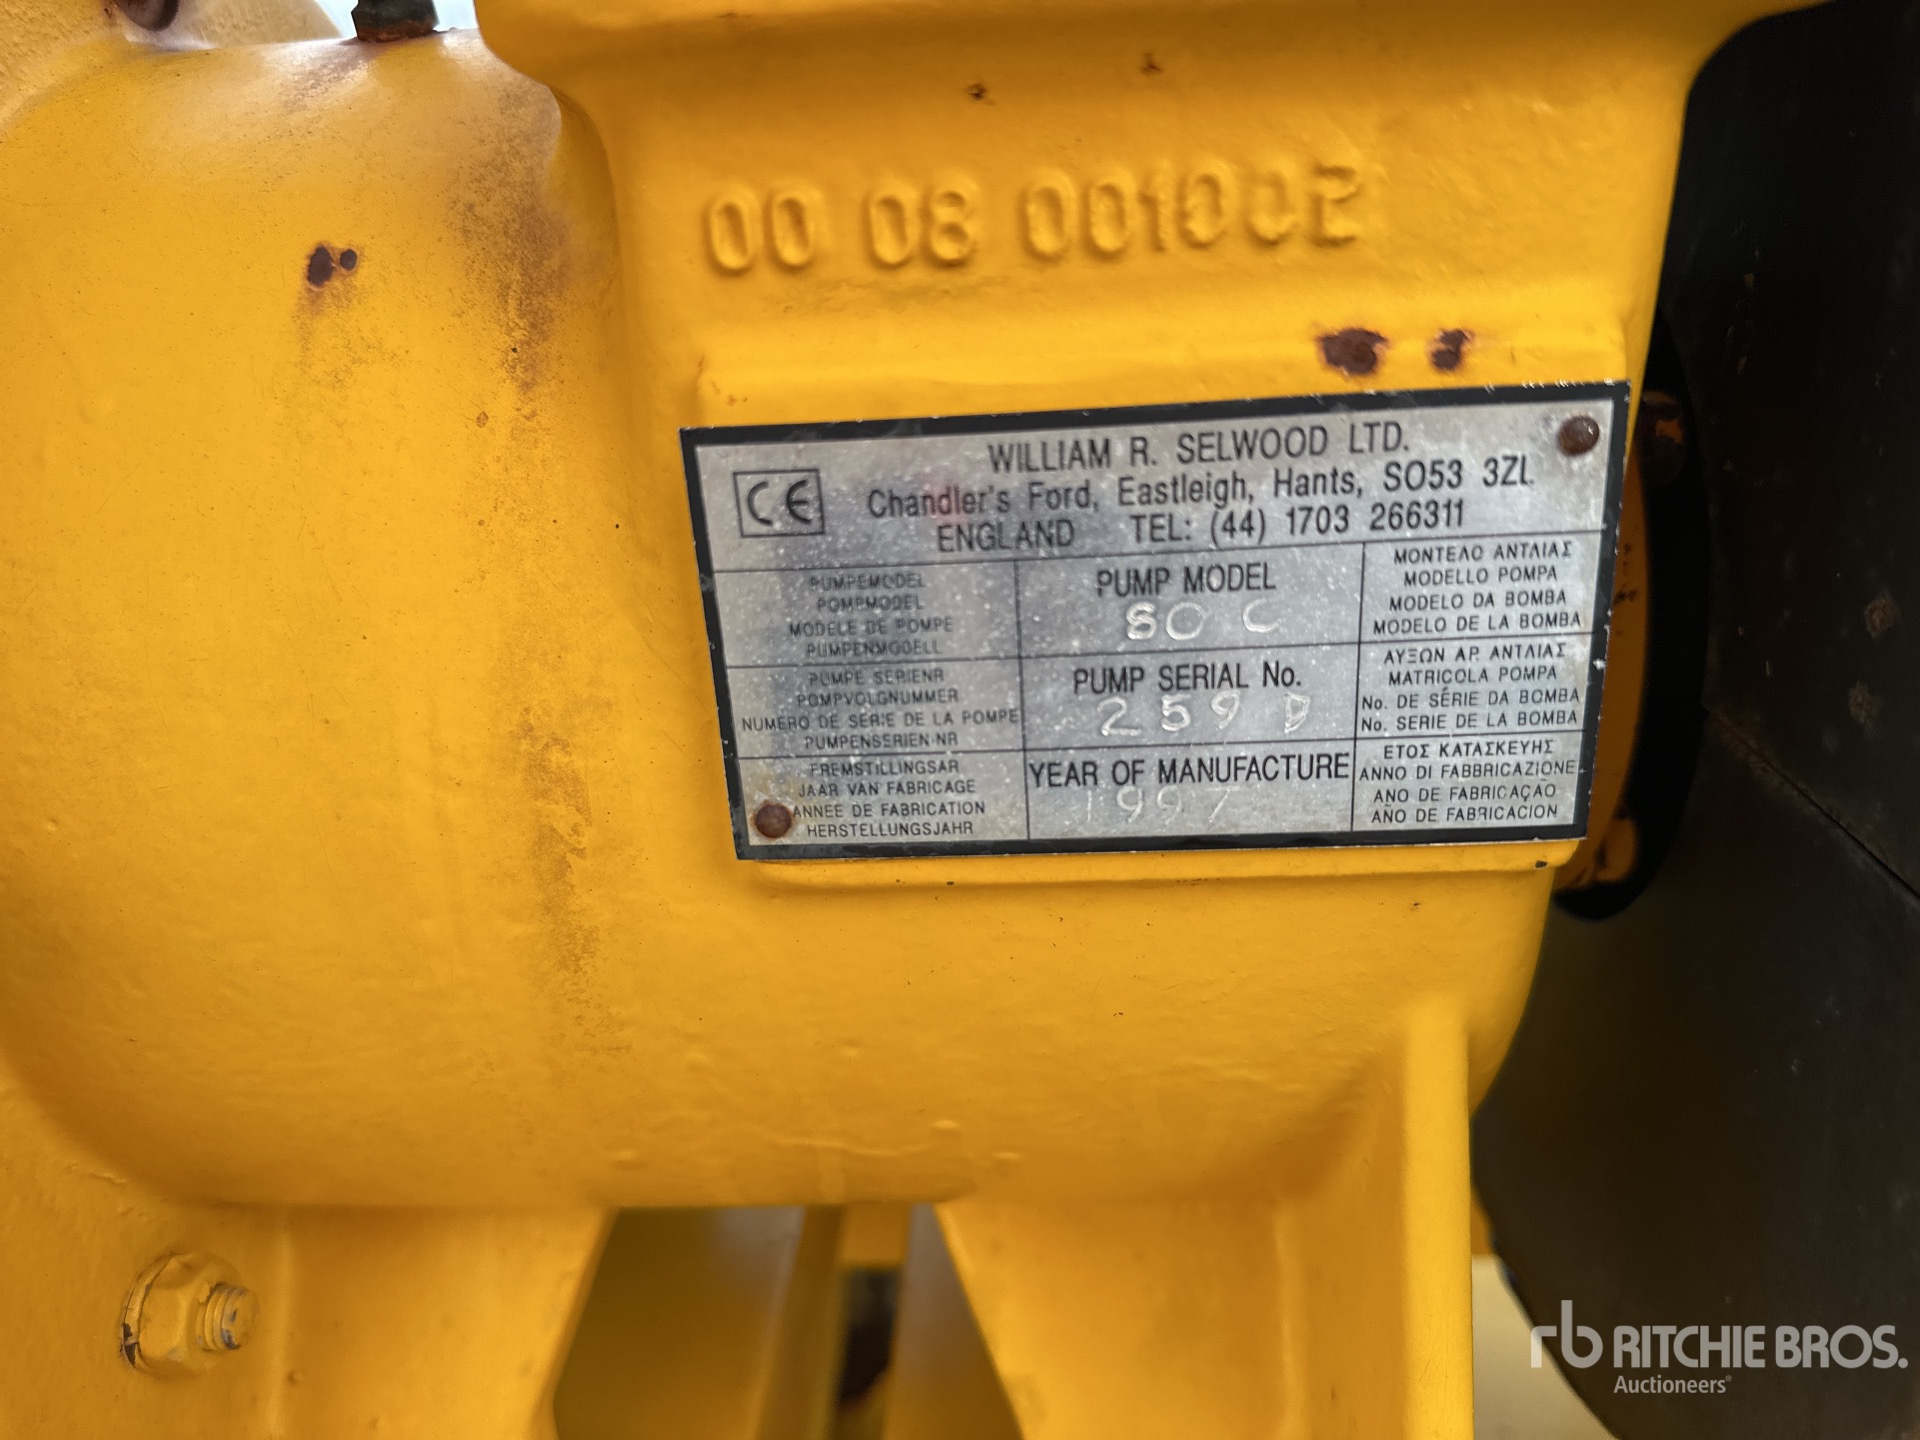 00 08 001002
WILLIAM R. SELWOOD LTD.
CE
Chandler's Ford, Eastleigh, Hants, SO53 3ZL
ENGLAND TEL: (44) 1703 266311
PUMPEMODEL
POMPMODEL
MODELE DE POMPE
PUMPENMODELL
PUMP MODEL
80 C
ΜΟΝΤΕΛΟ ΑΝΤΛΙΑΣ
MODELLO POMPA
MODELO DA BOMBA
MODELO DE LA BOMBA
PUMPE SERIENR
POMPVOLGNUMMER
NUMERO DE SERIE DE LA POMPE
PUMPENSERIEN-NR
PUMP SERIAL No.
259 D
ΑΥΞΩΝ ΑΡ. ΑΝΤΛΙΑΣ
MATRICOLA POMPA
No. DE SÉRIE DA BOMBA
No. SERIE DE LA BOMBA
FREMSTILLINGSAR
JAAR VAN FABRICAGE
ANNEE DE FABRICATION
HERSTELLUNGSJAHR
YEAR OF MANUFACTURE
1997
ΕΤΟΣ ΚΑΤΑΣΚΕΥΗΣ
ANNO DI FABBRICAZIONE
AÑO DE FABRICAÇAO
AÑO DE FABRICACION
rb RITCHIE BROS.
Auctioneers